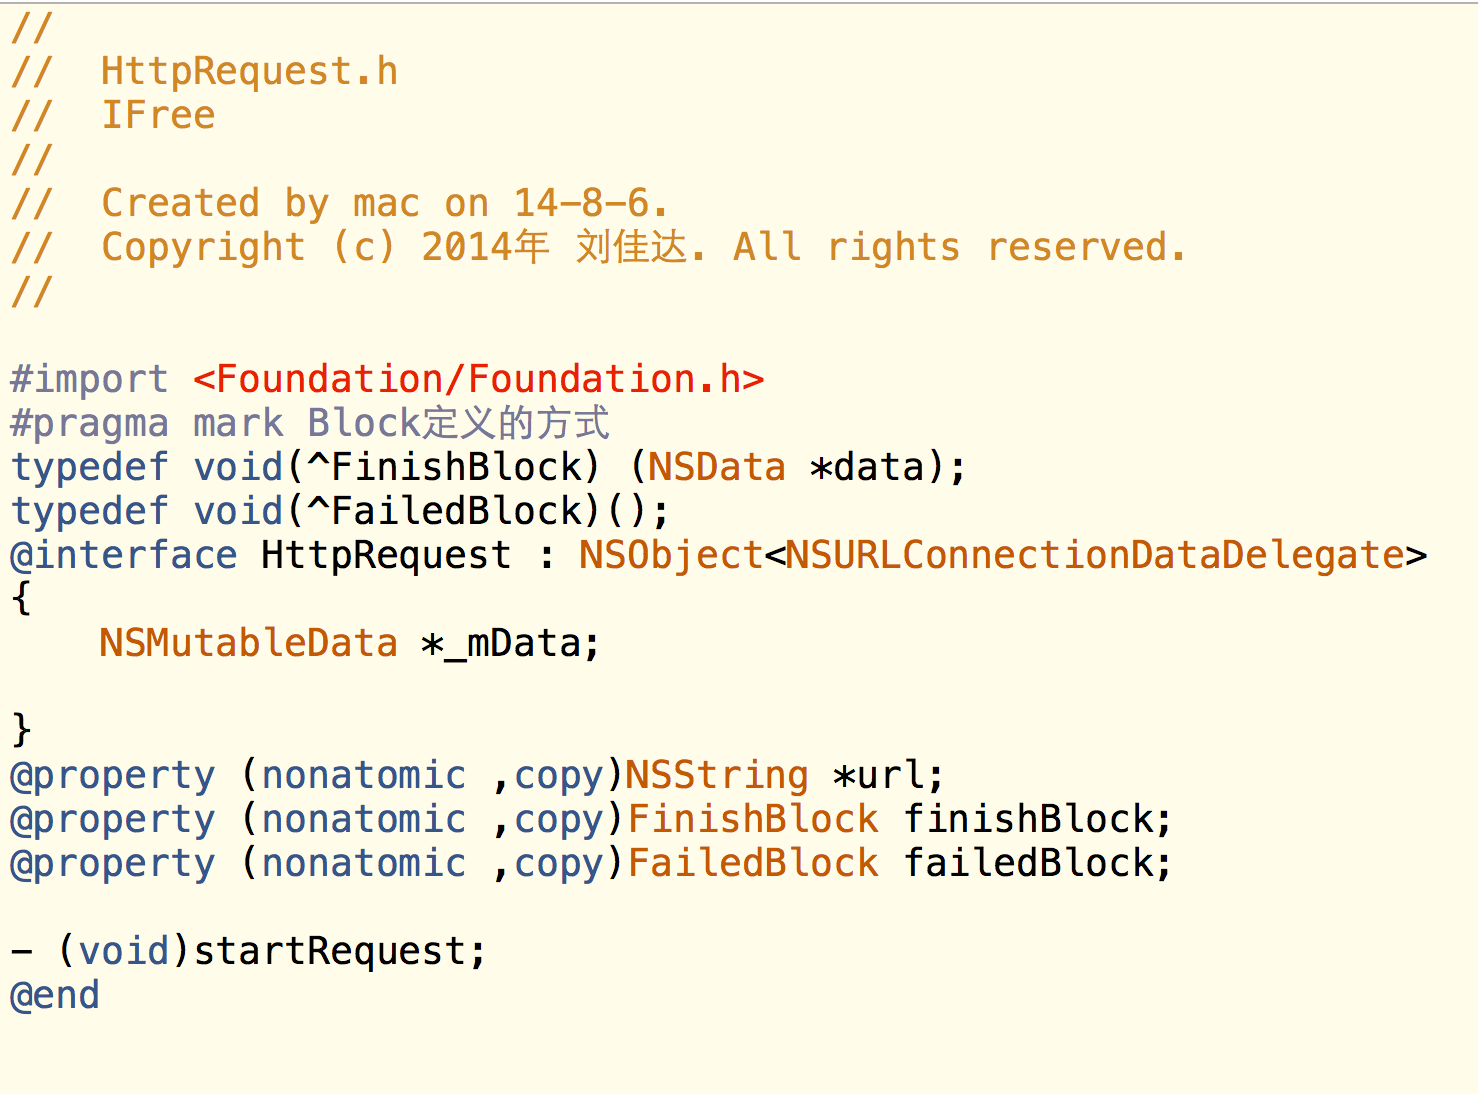 //
//  HttpRequest.h
//  IFree
//
//  Created by mac on 14-8-6.
//  Copyright (c) 2014年 刘佳达. All rights reserved.
//
#import <Foundation/Foundation.h>
#pragma mark Block定义的方式
typedef void(^FinishBlock) (NSData *data);
typedef void(^FailedBlock)();
@interface HttpRequest : NSObject<NSURLConnectionDataDelegate>
{
    NSMutableData *_mData;
}
@property (nonatomic ,copy)NSString *url;
@property (nonatomic ,copy)FinishBlock finishBlock;
@property (nonatomic ,copy)FailedBlock failedBlock;
- (void)startRequest;
@end